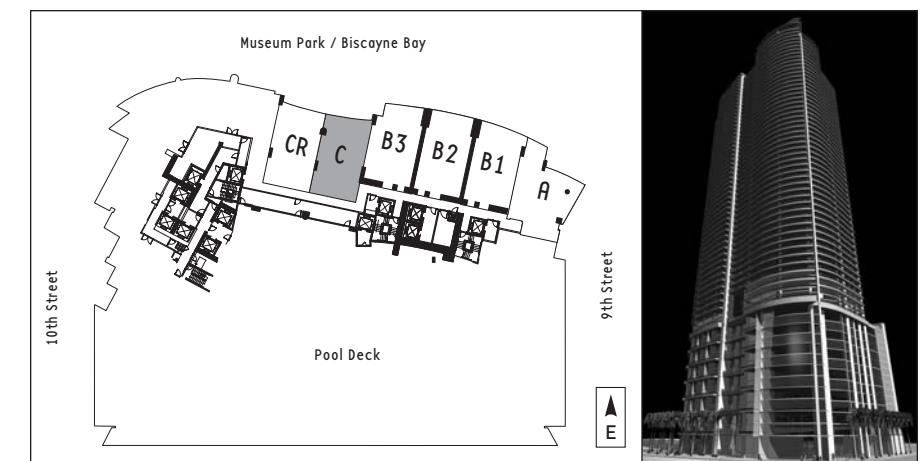 Museum Park / Biscayne Bay
CR
C
B3
B2
B1
A
10th Street
9th Street
Pool Deck
E